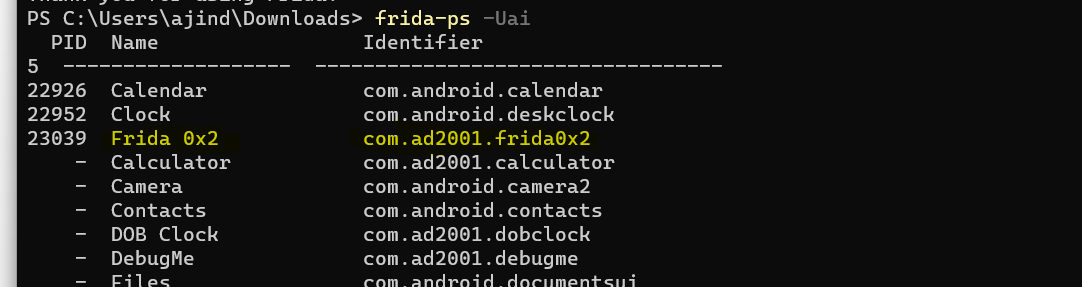 PS C:\Users\ajind\Downloads> frida-ps -Uai
PID Name Identifier
5 ------------------- ----------------------------------
22926 Calendar com.android.calendar
22952 Clock com.android.deskclock
23039 Frida 0x2 com.ad2001.frida0x2
- Calculator com.ad2001.calculator
- Camera com.android.camera2
- Contacts com.android.contacts
- DOB Clock com.ad2001.dobclock
- DebugMe com.ad2001.debugme
- Files com.android.documentsui